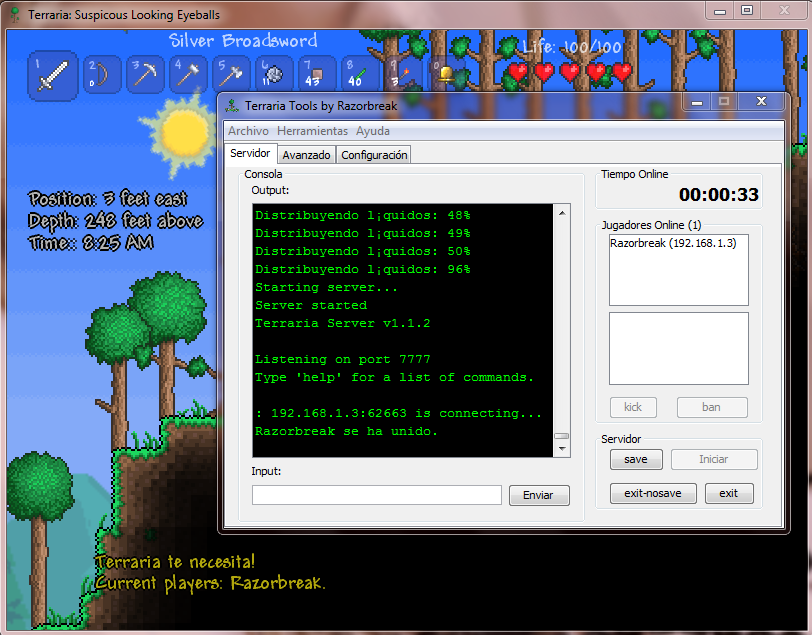 Terraria: Suspicous Looking Eyeballs
Silver Broadsword
Life: 100/100
1
2
0
3
4
5
6
11
7
43
8
40
9
3
0
Position: 3 feet east
Depth: 248 feet above
Time: 8:25 AM
Terraria Tools by Razorbreak
Archivo Herramientas Ayuda
Servidor Avanzado Configuración
Consola
Output:
Distribuyendo l¡quidos: 48%
Distribuyendo l¡quidos: 49%
Distribuyendo l¡quidos: 50%
Distribuyendo l¡quidos: 96%
Starting server...
Server started
Terraria Server v1.1.2
Listening on port 7777
Type 'help' for a list of commands.
: 192.168.1.3:62663 is connecting...
Razorbreak se ha unido.
Input:
Enviar
Tiempo Online
00:00:33
Jugadores Online (1)
Razorbreak (192.168.1.3)
kick ban
Servidor
save Iniciar
exit-nosave exit
Terraria te necesita!
Current players: Razorbreak.